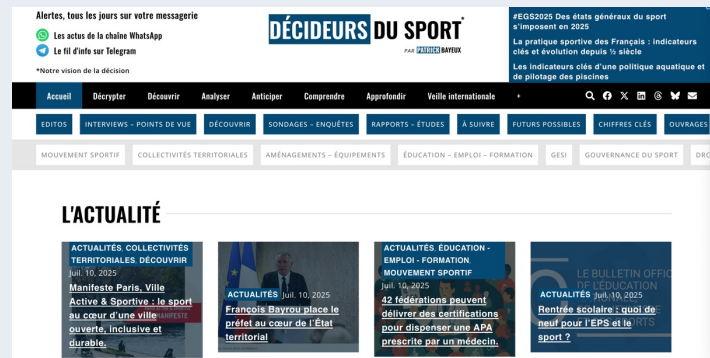 Alertes, tous les jours sur votre messagerie
Les actus de la chaîne WhatsApp
Le fil d'info sur Telegram
*Notre vision de la décision
DÉCIDEURS DU SPORT*
PAR PATRICK BAYEUX
#EGS2025 Des états généraux du sport
s'imposent en 2025
La pratique sportive des Français : indicateurs
clés et évolution depuis ½ siècle
Les indicateurs clés d'une politique aquatique et
de pilotage des piscines
Accueil Décrypter Découvrir Analyser Anticiper Comprendre Approfondir Veille internationale +
EDITOS INTERVIEWS – POINTS DE VUE DÉCOUVRIR SONDAGES – ENQUÊTES RAPPORTS – ÉTUDES À SUIVRE FUTURS POSSIBLES CHIFFRES CLÉS OUVRAGES
MOUVEMENT SPORTIF COLLECTIVITÉS TERRITORIALES AMÉNAGEMENTS – ÉQUIPEMENTS ÉDUCATION – EMPLOI – FORMATION GESI GOUVERNANCE DU SPORT DRO
L'ACTUALITÉ
ACTUALITÉS, COLLECTIVITÉS
TERRITORIALES, DÉCOUVRIR
Juil. 10, 2025
Manifeste Paris, Ville
Active & Sportive : le sport
au cœur d'une ville
ouverte, inclusive et
durable.
MANIFESTE
ACTUALITÉS Juil. 10, 2025
François Bayrou place le
préfet au cœur de l'État
territorial
ACTUALITÉS, ÉDUCATION -
EMPLOI - FORMATION,
MOUVEMENT SPORTIF
Juil. 10, 2025
42 fédérations peuvent
délivrer des certifications
pour dispenser une APA
prescrite par un médecin.
LE BULLETIN OFFIC
DE L'ÉDUCATION
ACTUALITÉS Juil. 10, 2025
Rentrée scolaire : quoi de
neuf pour l'EPS et le
sport ?